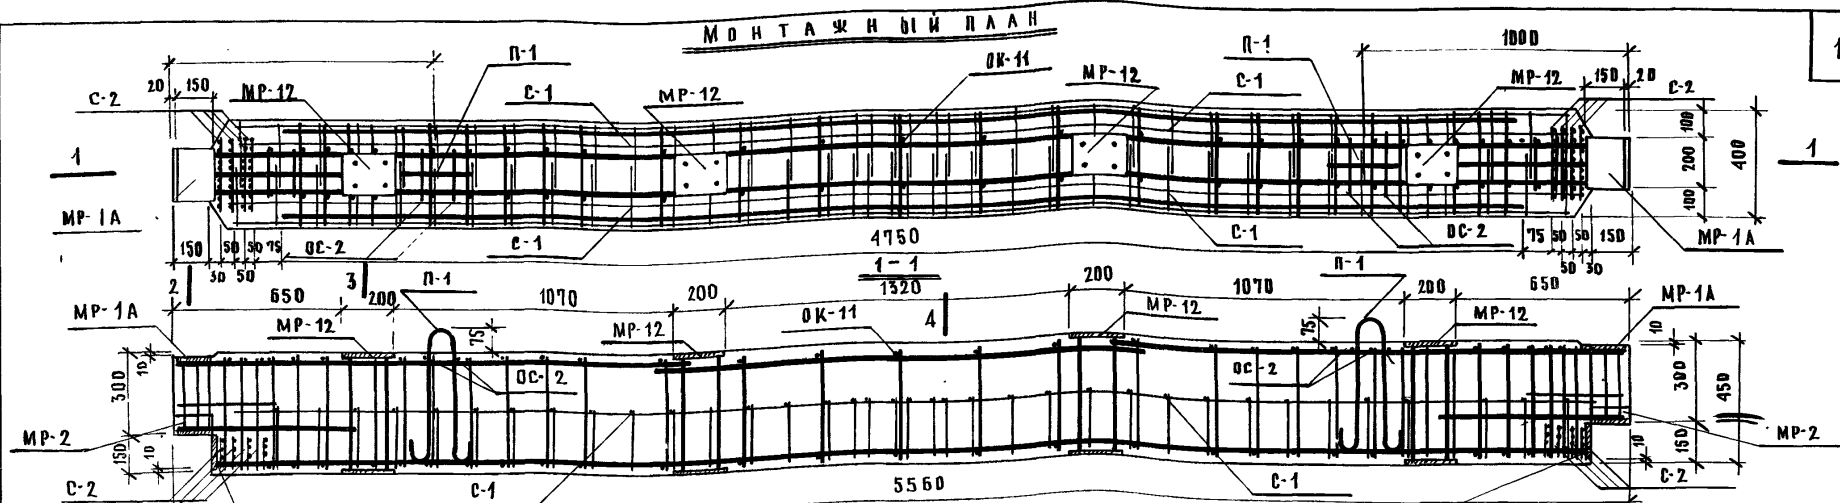 МОНТАЖНЫЙ ПЛАН
П-1 ОК-11 П-1 1000
20 150 МР-12 С-1 МР-12 МР-12 С-1 МР-12 150 20
С-2 С-2
100
1 200 400 1
100
МР-1А ОС-2 С-1 4750 С-1 ОС-2 МР-1А
150 50 50 75 75 50 50 150
30 50 50 30
1-1
2 3 П-1 4 П-1
650 200 1070 200 1320 200 1070 200 650
МР-1А МР-12 75 МР-12 ОК-11 МР-12 75 МР-12 МР-1А
10 10
300 ОС-2 ОС-2 300 450
МР-2 МР-2
150 10 10 150
С-2 С-1 5560 С-1 С-2